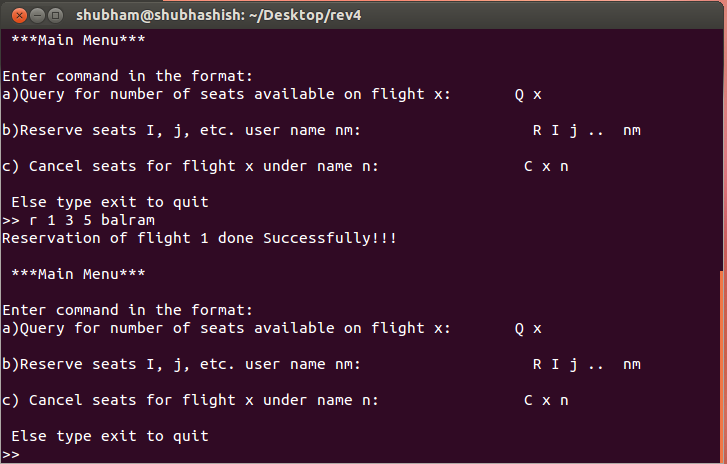 shubham@shubhashish: ~/Desktop/rev4
***Main Menu***
Enter command in the format:
a)Query for number of seats available on flight x: Q x
b)Reserve seats I, j, etc. user name nm: R I j .. nm
c) Cancel seats for flight x under name n: C x n
Else type exit to quit
>> r 1 3 5 balram
Reservation of flight 1 done Successfully!!!
***Main Menu***
Enter command in the format:
a)Query for number of seats available on flight x: Q x
b)Reserve seats I, j, etc. user name nm: R I j .. nm
c) Cancel seats for flight x under name n: C x n
Else type exit to quit
>>